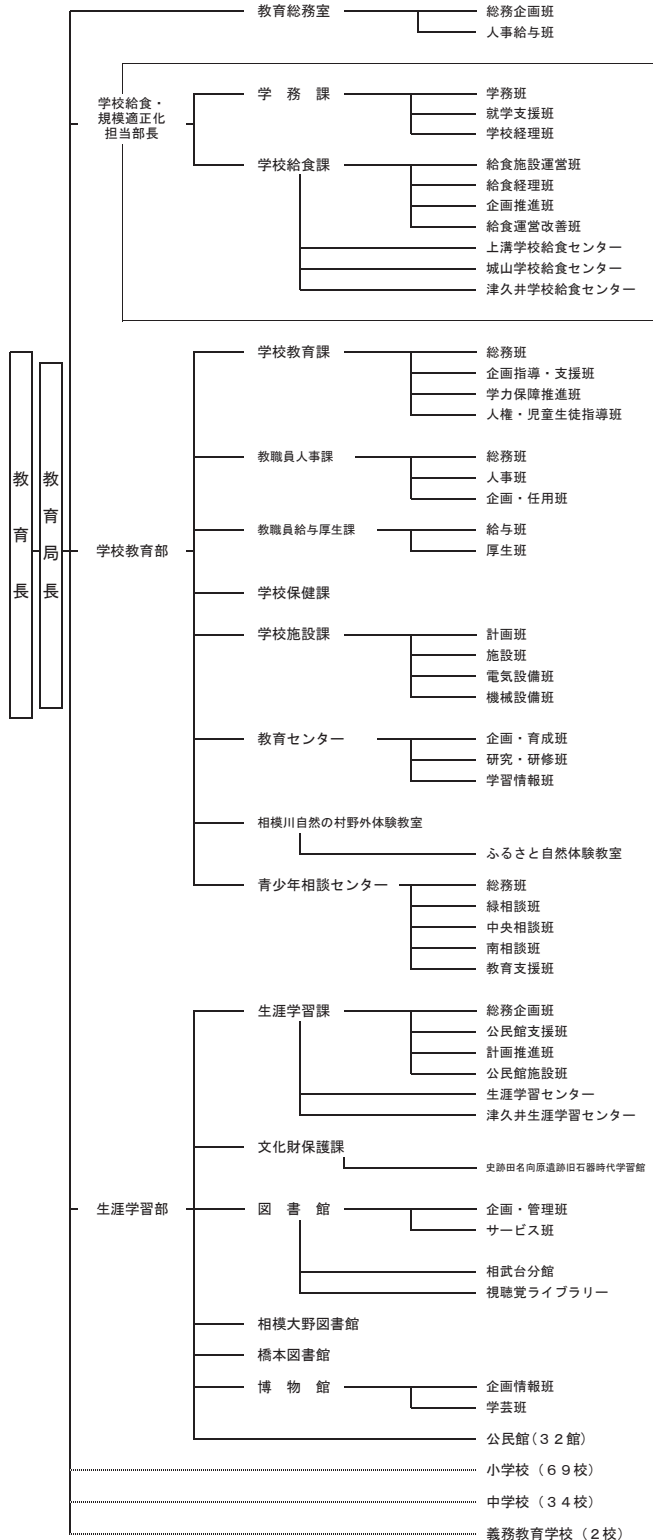 教育総務室
総務企画班
人事給与班
学校給食・
規模適正化
担当部長
学　務　課
学務班
就学支援班
学校経理班
学校給食課
給食施設運営班
給食経理班
企画推進班
給食運営改善班
上溝学校給食センター
城山学校給食センター
津久井学校給食センター
教育長
教育局長
学校教育部
学校教育課
総務班
企画指導・支援班
学力保障推進班
人権・児童生徒指導班
教職員人事課
総務班
人事班
企画・任用班
教職員給与厚生課
給与班
厚生班
学校保健課
学校施設課
計画班
施設班
電気設備班
機械設備班
教育センター
企画・育成班
研究・研修班
学習情報班
相模川自然の村野外体験教室
ふるさと自然体験教室
青少年相談センター
総務班
緑相談班
中央相談班
南相談班
教育支援班
生涯学習部
生涯学習課
総務企画班
公民館支援班
計画推進班
公民館施設班
生涯学習センター
津久井生涯学習センター
文化財保護課
史跡田名向原遺跡旧石器時代学習館
図　書　館
企画・管理班
サービス班
相武台分館
視聴覚ライブラリー
相模大野図書館
橋本図書館
博　物　館
企画情報班
学芸班
公民館（３２館）
小学校（６９校）
中学校（３４校）
義務教育学校（２校）